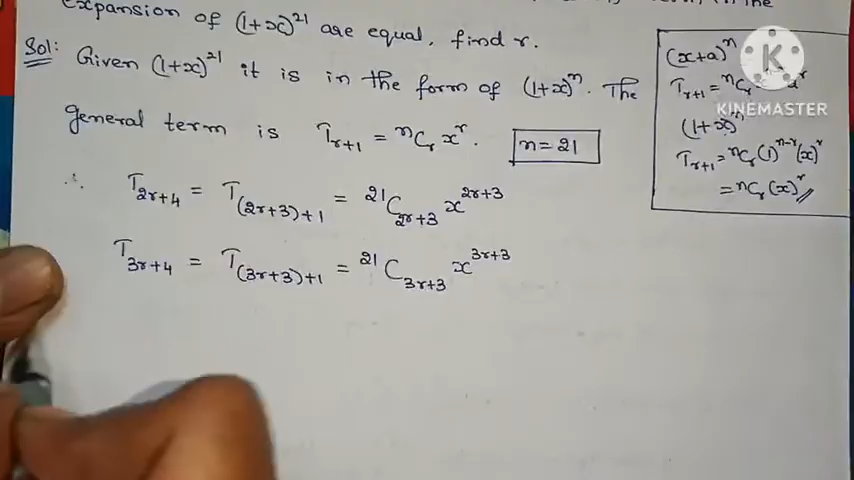 expansion of (1+x)²¹ are equal, find r.
Sol: Given (1+x)²¹ it is in the form of (1+x)ⁿ. The
general term is T_{r+1} = ⁿC_r xʳ. n=21
∴ T_{2r+4} = T_{(2r+3)+1} = ²¹C_{2r+3} x^{2r+3}
T_{3r+4} = T_{(3r+3)+1} = ²¹C_{3r+3} x^{3r+3}
(x+a)ⁿ
T_{r+1} = ⁿC_r aʳ
KINEMASTER
(1+x)ⁿ
T_{r+1} = ⁿC_r (1)^{n-r} (x)ʳ
= ⁿC_r (x)ʳ //